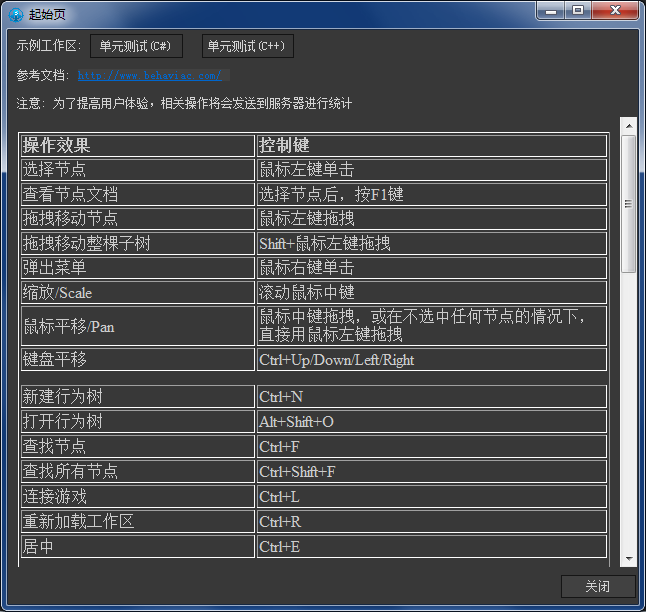 起始页
示例工作区: 单元测试(C#) 单元测试(C++)
参考文档: http://www.behaviac.com/
注意: 为了提高用户体验，相关操作将会发送到服务器进行统计
操作效果 控制键
选择节点 鼠标左键单击
查看节点文档 选择节点后，按F1键
拖拽移动节点 鼠标左键拖拽
拖拽移动整棵子树 Shift+鼠标左键拖拽
弹出菜单 鼠标右键单击
缩放/Scale 滚动鼠标中键
鼠标平移/Pan 鼠标中键拖拽，或在不选中任何节点的情况下，
直接用鼠标左键拖拽
键盘平移 Ctrl+Up/Down/Left/Right
新建行为树 Ctrl+N
打开行为树 Alt+Shift+O
查找节点 Ctrl+F
查找所有节点 Ctrl+Shift+F
连接游戏 Ctrl+L
重新加载工作区 Ctrl+R
居中 Ctrl+E
关闭